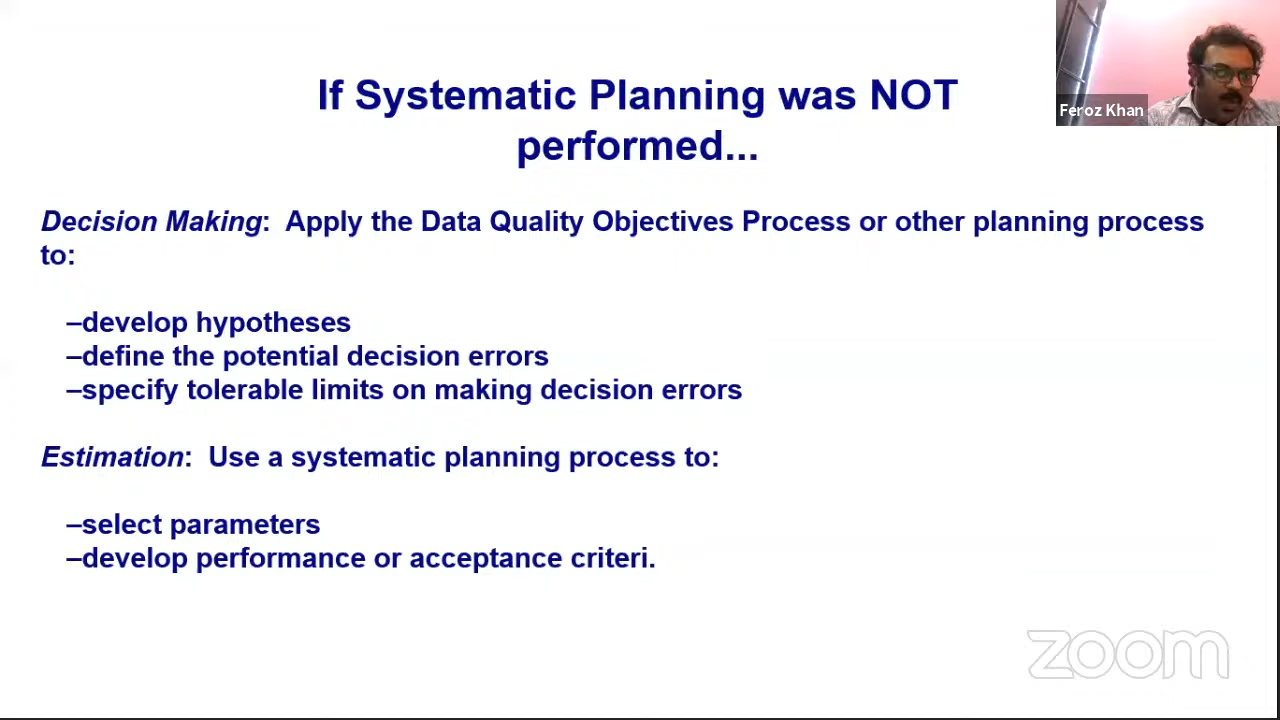 If Systematic Planning was NOT
performed...
Feroz Khan
Decision Making:  Apply the Data Quality Objectives Process or other planning process
to:
–develop hypotheses
–define the potential decision errors
–specify tolerable limits on making decision errors
Estimation:  Use a systematic planning process to:
–select parameters
–develop performance or acceptance criteri.
zoom